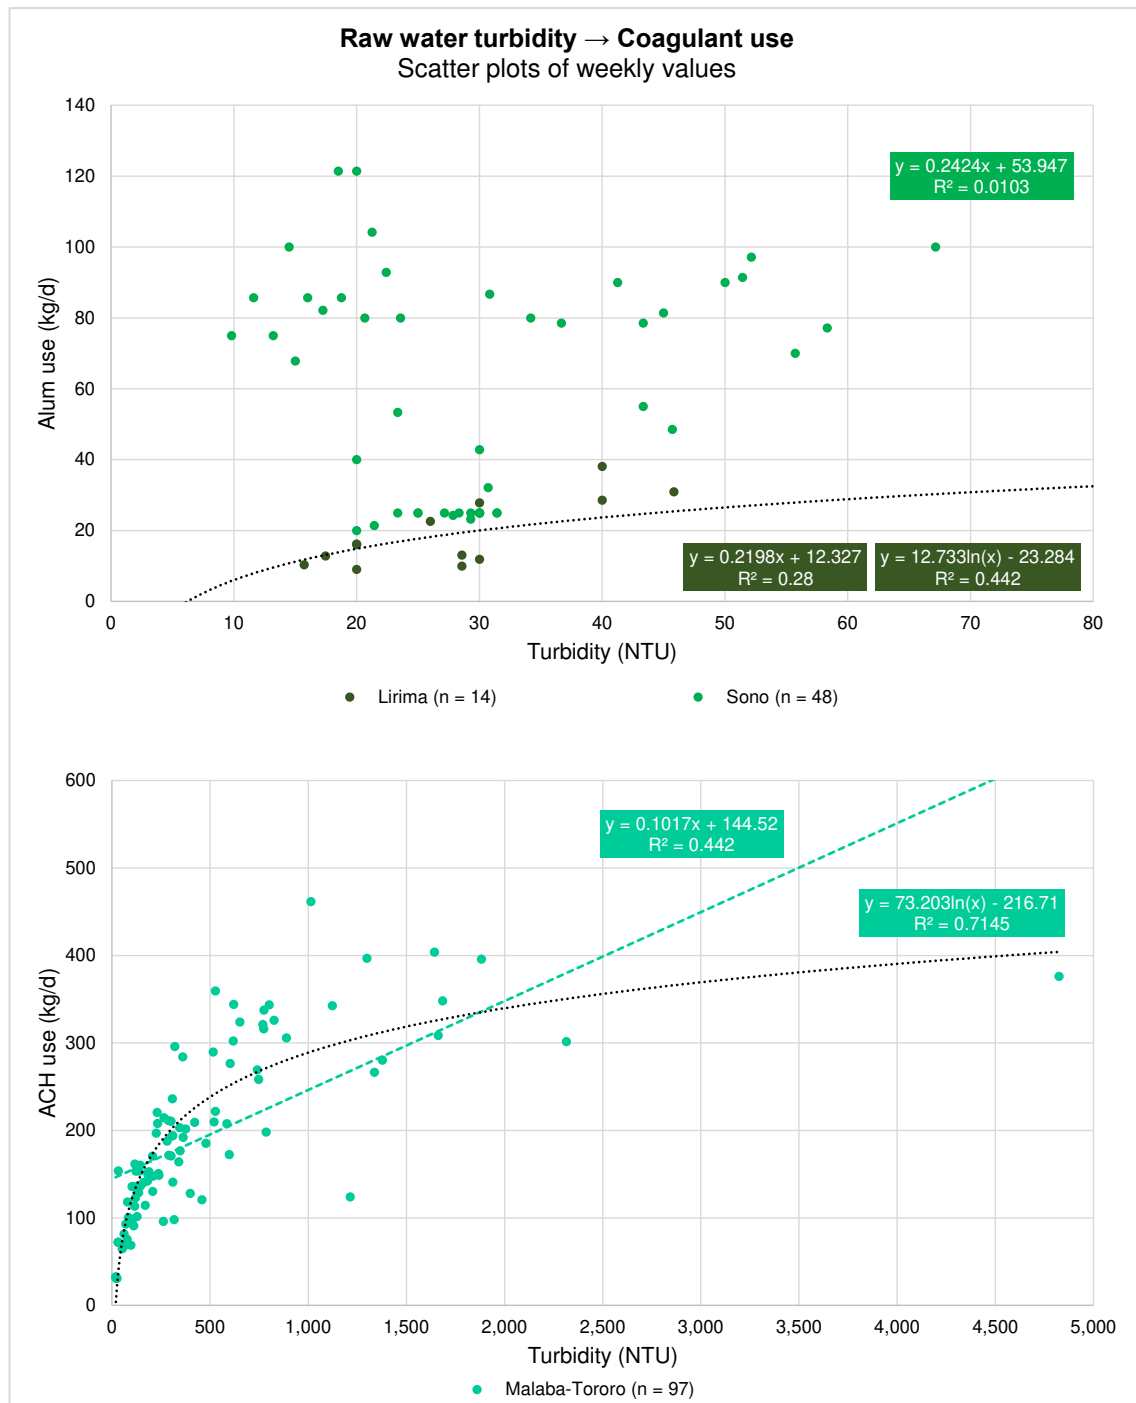 Raw water turbidity → Coagulant use
Scatter plots of weekly values
140
120
100
80
60
40
20
0
Alum use (kg/d)
y = 0.2424x + 53.947
R² = 0.0103
y = 0.2198x + 12.327
R² = 0.28
y = 12.733ln(x) - 23.284
R² = 0.442
0 10 20 30 40 50 60 70 80
Turbidity (NTU)
Lirima (n = 14) Sono (n = 48)
600
500
400
300
200
100
0
ACH use (kg/d)
y = 0.1017x + 144.52
R² = 0.442
y = 73.203ln(x) - 216.71
R² = 0.7145
0 500 1,000 1,500 2,000 2,500 3,000 3,500 4,000 4,500 5,000
Turbidity (NTU)
Malaba-Tororo (n = 97)